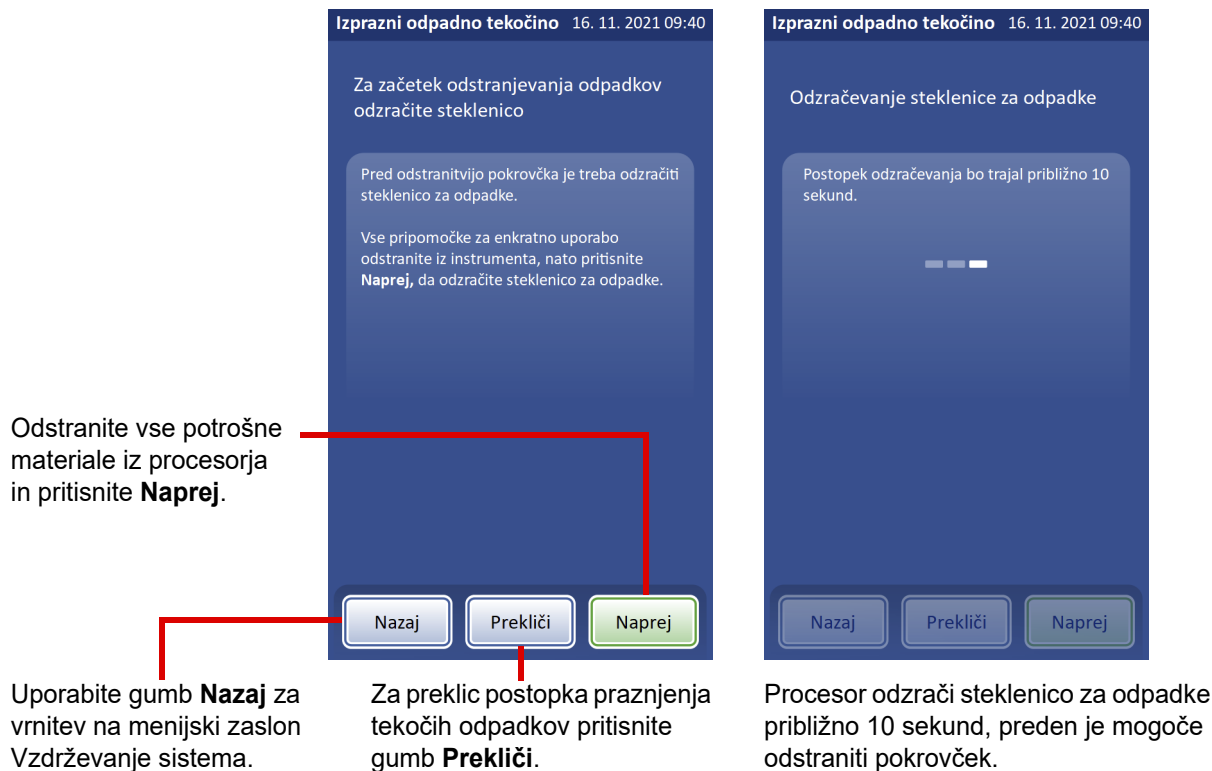 Izprazni odpadno tekočino 16. 11. 2021 09:40
Za začetek odstranjevanja odpadkov
odzračite steklenico
Pred odstranitvijo pokrovčka je treba odzračiti
steklenico za odpadke.
Vse pripomočke za enkratno uporabo
odstranite iz instrumenta, nato pritisnite
Naprej, da odzračite steklenico za odpadke.
Nazaj
Prekliči
Naprej
Izprazni odpadno tekočino 16. 11. 2021 09:40
Odzračevanje steklenice za odpadke
Postopek odzračevanja bo trajal približno 10
sekund.
Nazaj
Prekliči
Naprej
Odstranite vse potrošne
materiale iz procesorja
in pritisnite Naprej.
Uporabite gumb Nazaj za
vrnitev na menijski zaslon
Vzdrževanje sistema.
Za preklic postopka praznjenja
tekočih odpadkov pritisnite
gumb Prekliči.
Procesor odzrači steklenico za odpadke
približno 10 sekund, preden je mogoče
odstraniti pokrovček.